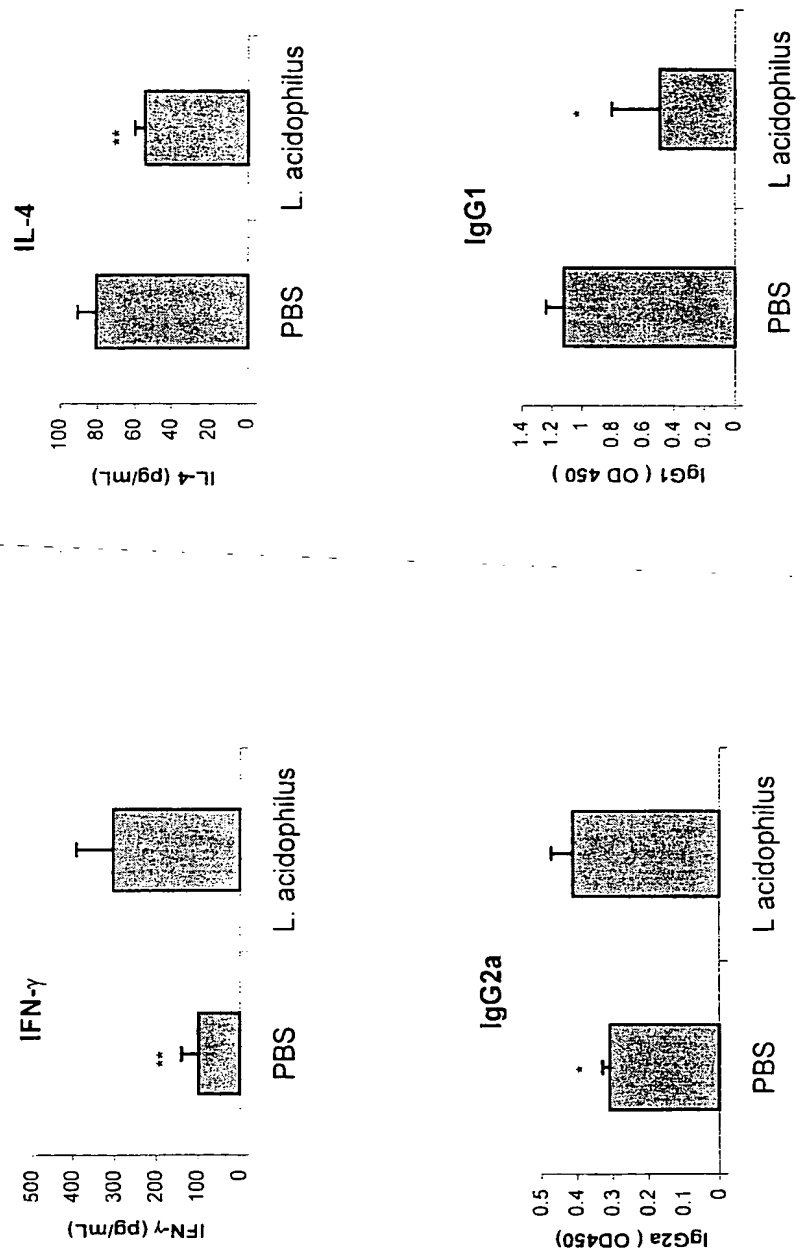 IFN-γ
IFN-γ (pg/mL)
500
400
300
200
100
0
**
PBS
L. acidophilus
IL-4
IL-4 (pg/mL)
100
80
60
40
20
0
**
PBS
L. acidophilus
IgG2a
IgG2a ( OD450)
0.5
0.4
0.3
0.2
0.1
0
*
PBS
L acidophilus
IgG1
IgG1 ( OD 450 )
1.4
1.2
1
0.8
0.6
0.4
0.2
0
*
PBS
L acidophilus